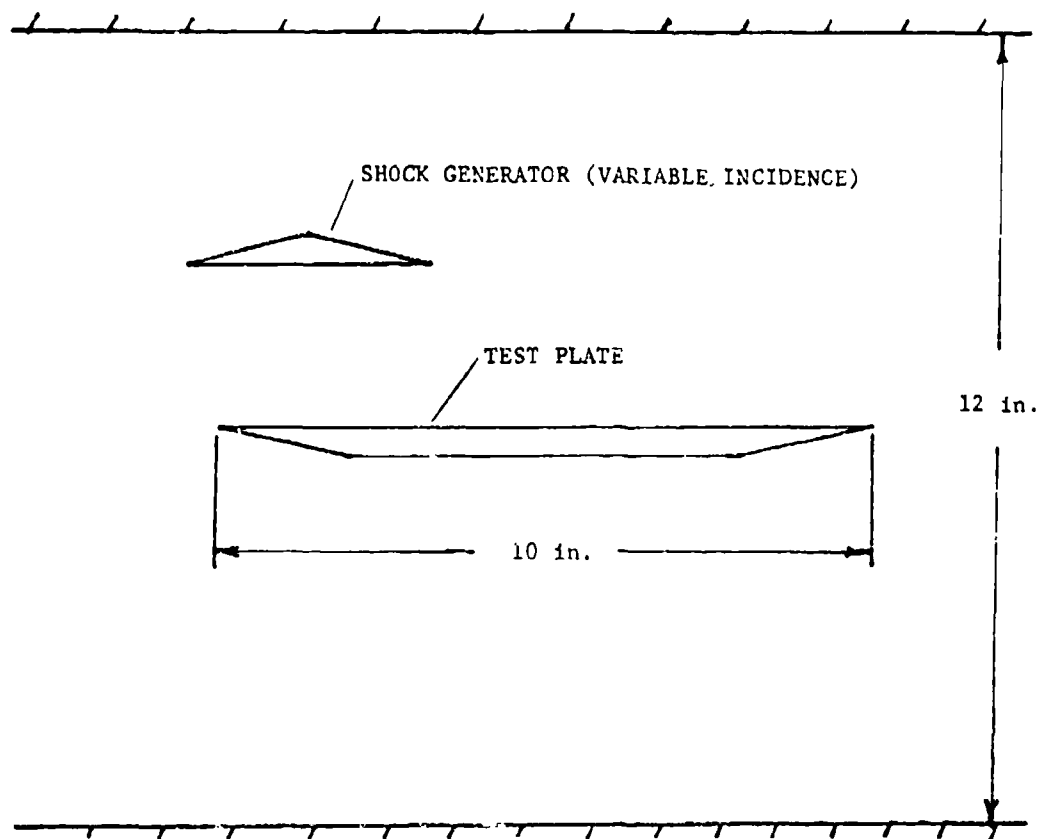 SHOCK GENERATOR (VARIABLE, INCIDENCE)
TEST PLATE
12 in.
10 in.